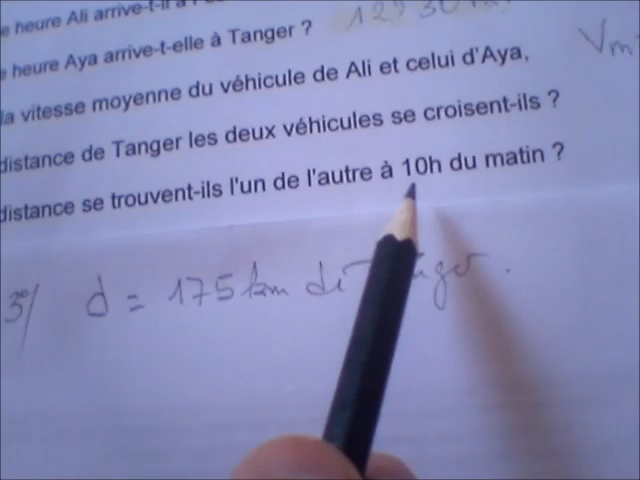 e heure Ali arrive-t-il à
12h30m
e heure Aya arrive-t-elle à Tanger ?
Vm
la vitesse moyenne du véhicule de Ali et celui d'Aya,
distance de Tanger les deux véhicules se croisent-ils ?
distance se trouvent-ils l'un de l'autre à 10h du matin ?
3°/ d = 175 km de